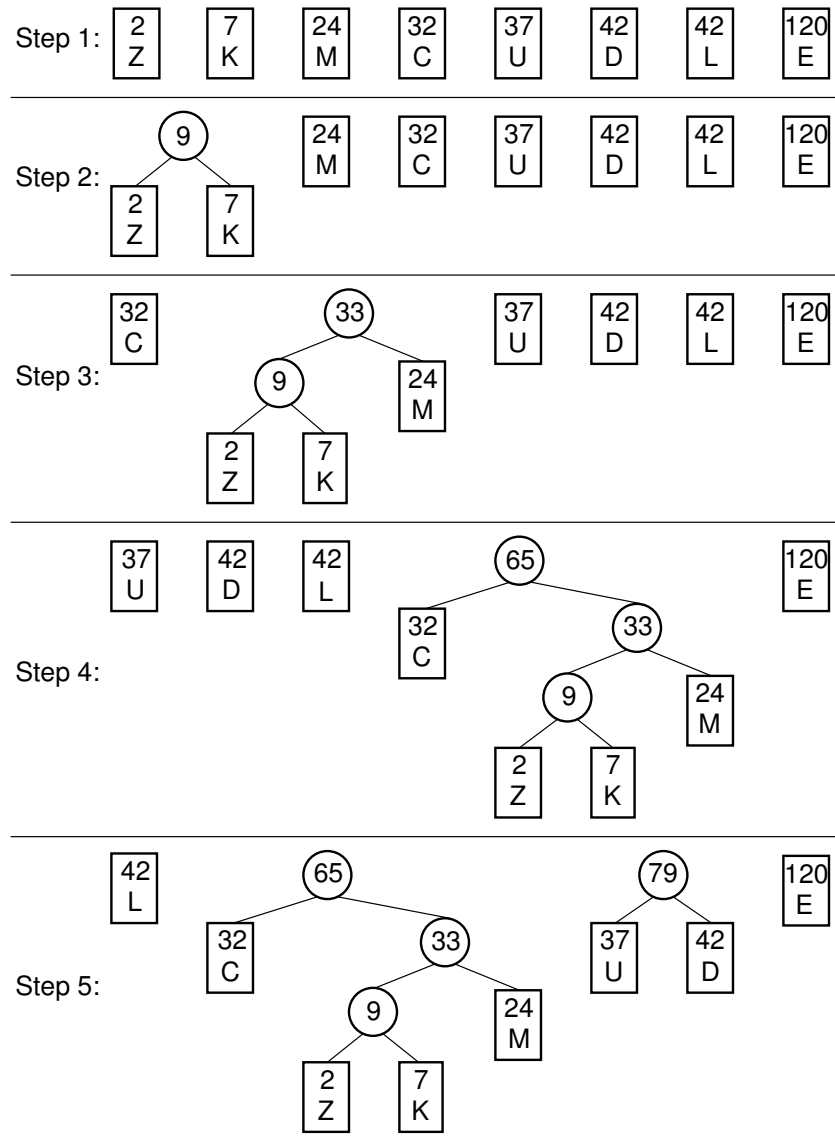 Step 1:
2 7 24 32 37 42 42 120
Z K M C U D L E
Step 2:
9
24 32 37 42 42 120
M C U D L E
2 7
Z K
Step 3:
32 33 37 42 42 120
C U D L E
9 24
M
2 7
Z K
Step 4:
37 42 42 65 120
U D L E
32 33
C
9 24
M
2 7
Z K
Step 5:
42 65 79 120
L E
32 33 37 42
C U D
9 24
M
2 7
Z K